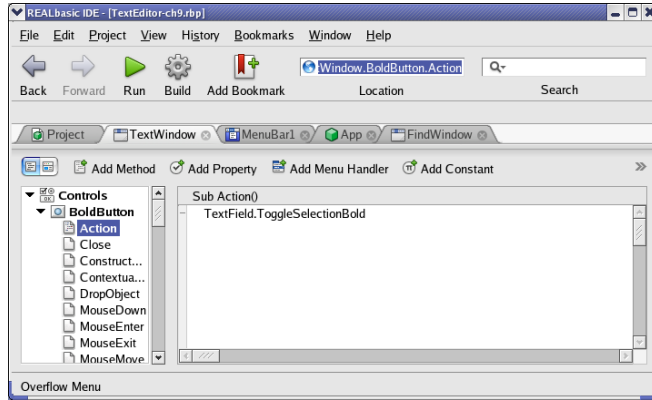 REALbasic IDE - [TextEditor-ch9.rbp]
File Edit Project View History Bookmarks Window Help
Back Forward Run Build Add Bookmark Location Search
Window.BoldButton.Action
Project TextWindow MenuBar1 App FindWindow
Add Method Add Property Add Menu Handler Add Constant
Controls
BoldButton
Action
Close
Construct...
Contextua...
DropObject
MouseDown
MouseEnter
MouseExit
MouseMove
Sub Action()
TextField.ToggleSelectionBold
Overflow Menu